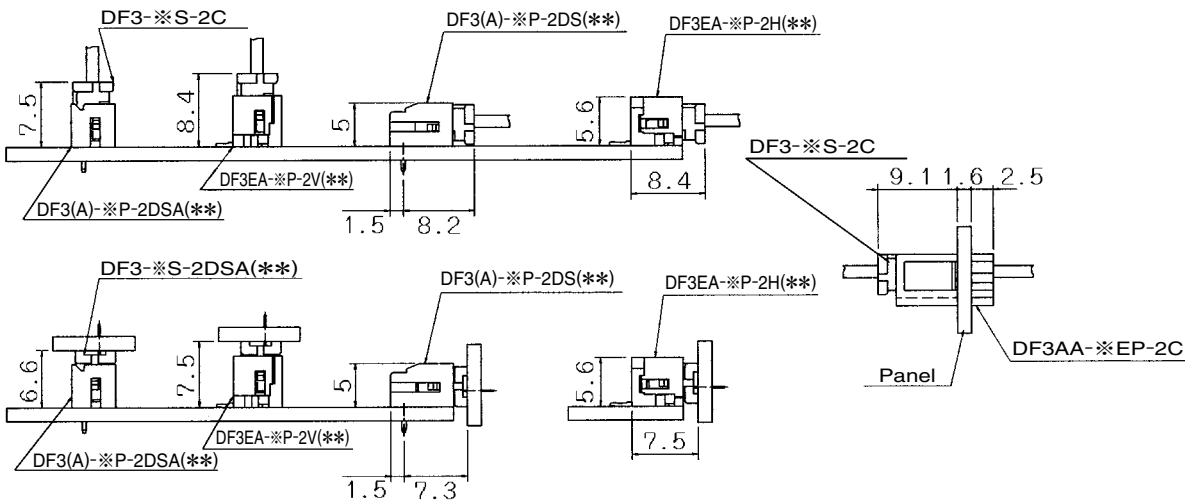 DF3-※S-2C
DF3(A)-※P-2DS(**)
DF3EA-※P-2H(**)
7.5
8.4
5
5.6
DF3(A)-※P-2DSA(**)
DF3EA-※P-2V(**)
1.5
8.2
8.4
DF3-※S-2C
9.1
1.6
2.5
Panel
DF3AA-※EP-2C
DF3-※S-2DSA(**)
DF3(A)-※P-2DS(**)
DF3EA-※P-2H(**)
6.6
7.5
5
5.6
DF3(A)-※P-2DSA(**)
DF3EA-※P-2V(**)
1.5
7.3
7.5